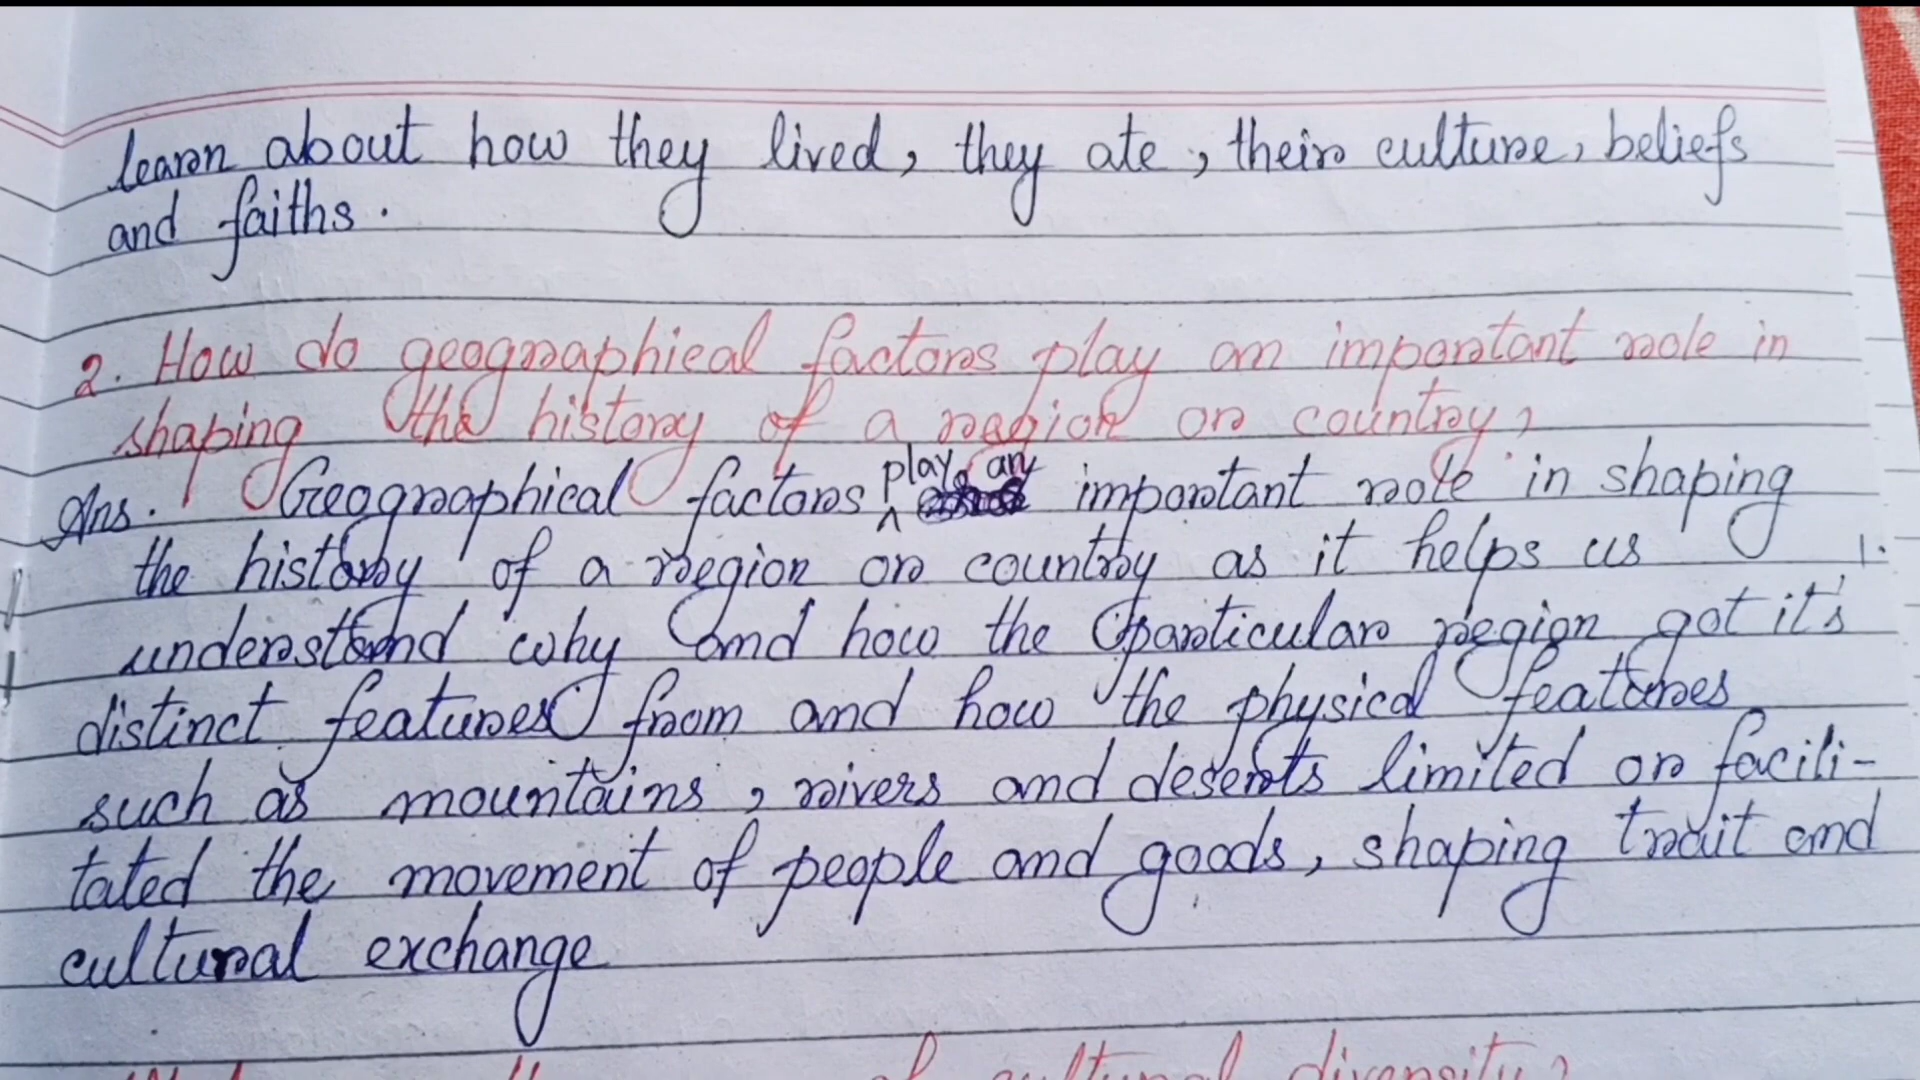 learn about how they lived, they ate, their culture, beliefs
and faiths.
2. How do geographical factors play an important role in
shaping the history of a region or country?
Ans. Geographical factors play an important role in shaping
the history of a region or country as it helps us
1.
understand why and how the particular region got it's
distinct features from and how the physical features
such as mountains, rivers and deserts limited or facili-
tated the movement of people and goods, shaping trait and
cultural exchange
of cultural diversity?